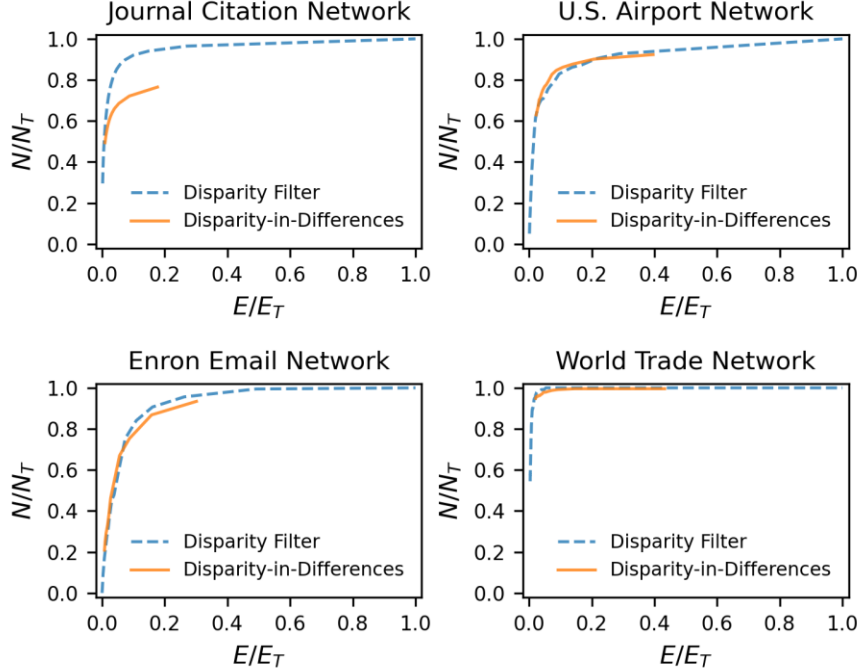 Journal Citation Network
1.0
0.8
0.6
0.4
0.2
0.0
N/N_T
Disparity Filter
Disparity-in-Differences
0.0 0.2 0.4 0.6 0.8 1.0
E/E_T
U.S. Airport Network
1.0
0.8
0.6
0.4
0.2
0.0
N/N_T
Disparity Filter
Disparity-in-Differences
0.0 0.2 0.4 0.6 0.8 1.0
E/E_T
Enron Email Network
1.0
0.8
0.6
0.4
0.2
0.0
N/N_T
Disparity Filter
Disparity-in-Differences
0.0 0.2 0.4 0.6 0.8 1.0
E/E_T
World Trade Network
1.0
0.8
0.6
0.4
0.2
0.0
N/N_T
Disparity Filter
Disparity-in-Differences
0.0 0.2 0.4 0.6 0.8 1.0
E/E_T